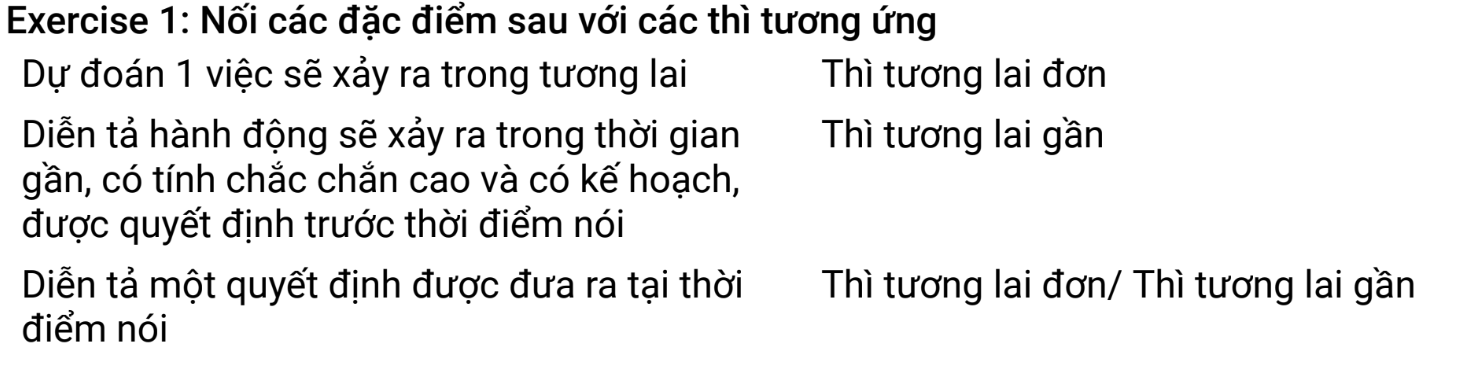 Exercise 1: Nối các đặc điểm sau với các thì tương ứng
Dự đoán 1 việc sẽ xảy ra trong tương lai
Thì tương lai đơn
Diễn tả hành động sẽ xảy ra trong thời gian
gần, có tính chắc chắn cao và có kế hoạch,
được quyết định trước thời điểm nói
Thì tương lai gần
Diễn tả một quyết định được đưa ra tại thời
điểm nói
Thì tương lai đơn/ Thì tương lai gần